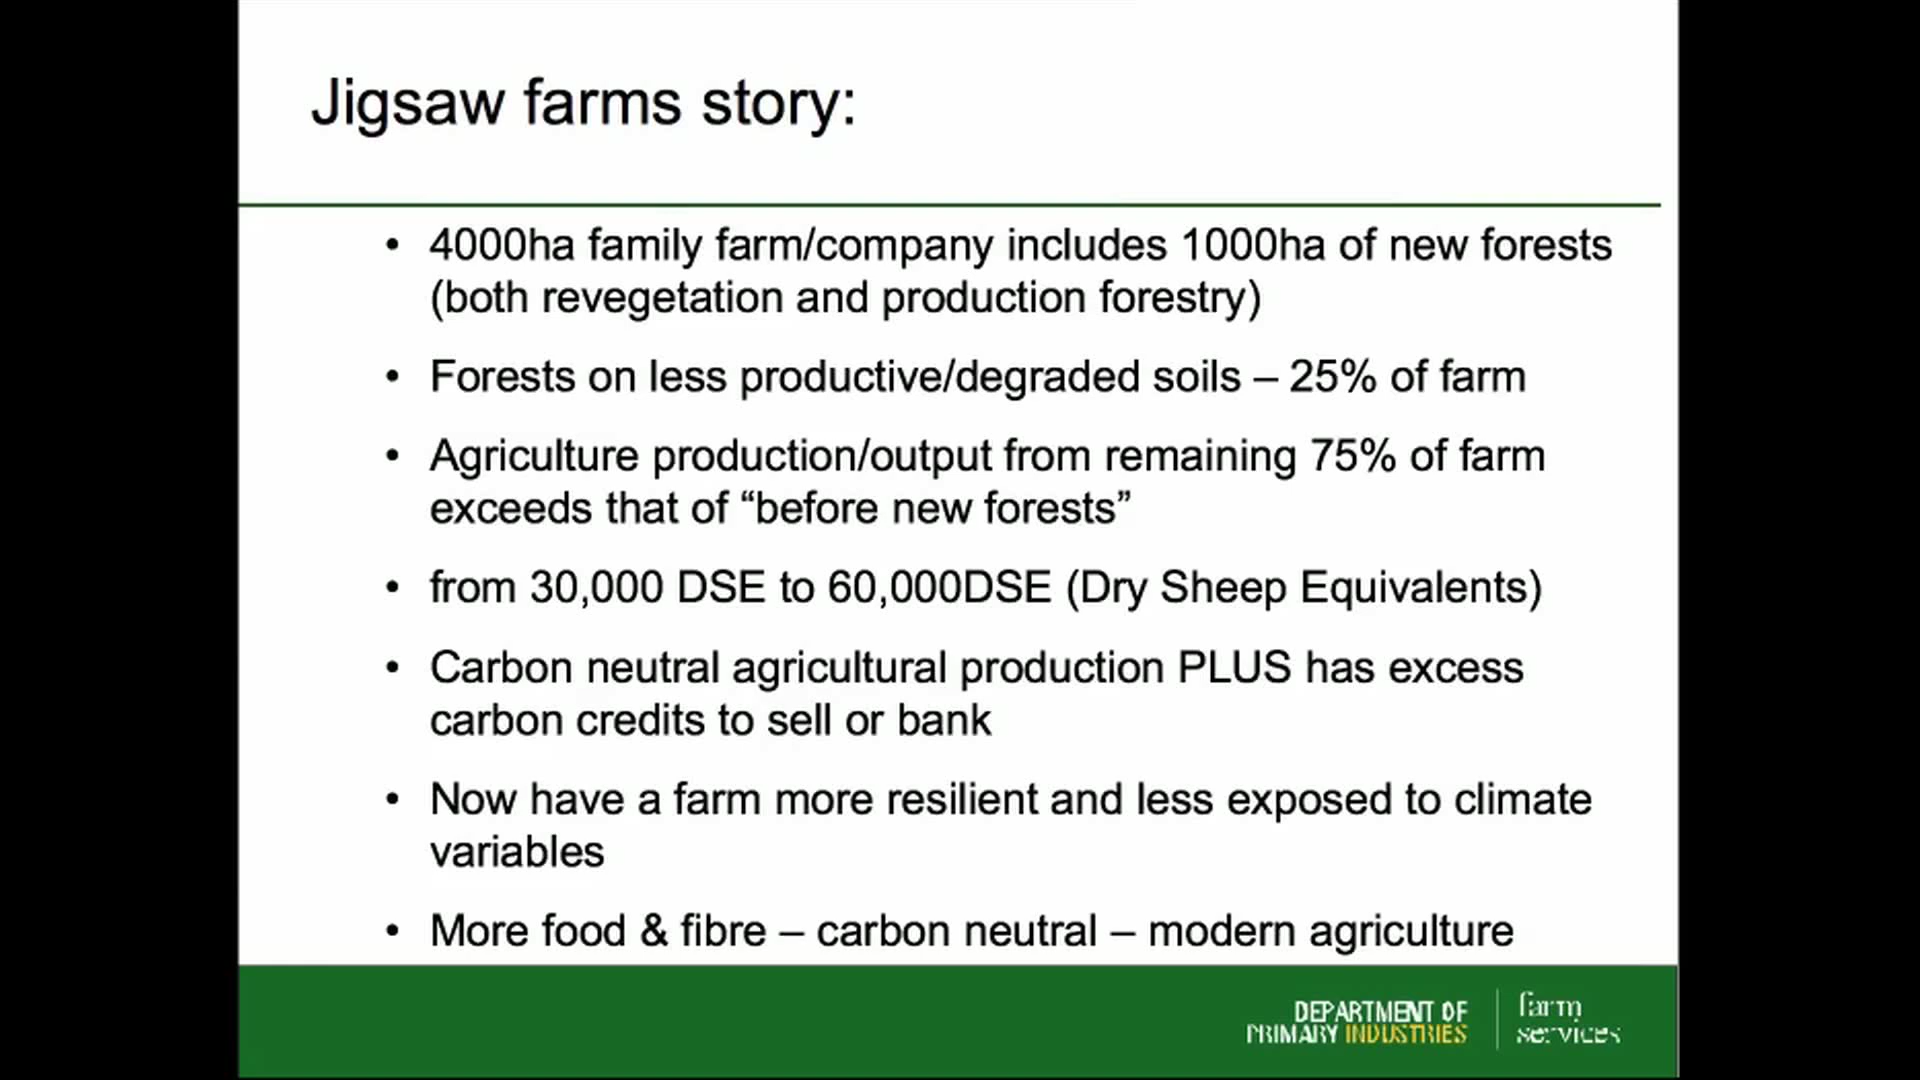 Jigsaw farms story:
• 4000ha family farm/company includes 1000ha of new forests
(both revegetation and production forestry)
• Forests on less productive/degraded soils – 25% of farm
• Agriculture production/output from remaining 75% of farm
exceeds that of “before new forests”
• from 30,000 DSE to 60,000DSE (Dry Sheep Equivalents)
• Carbon neutral agricultural production PLUS has excess
carbon credits to sell or bank
• Now have a farm more resilient and less exposed to climate
variables
• More food & fibre – carbon neutral – modern agriculture
DEPARTMENT OF
PRIMARY INDUSTRIES
farm
services